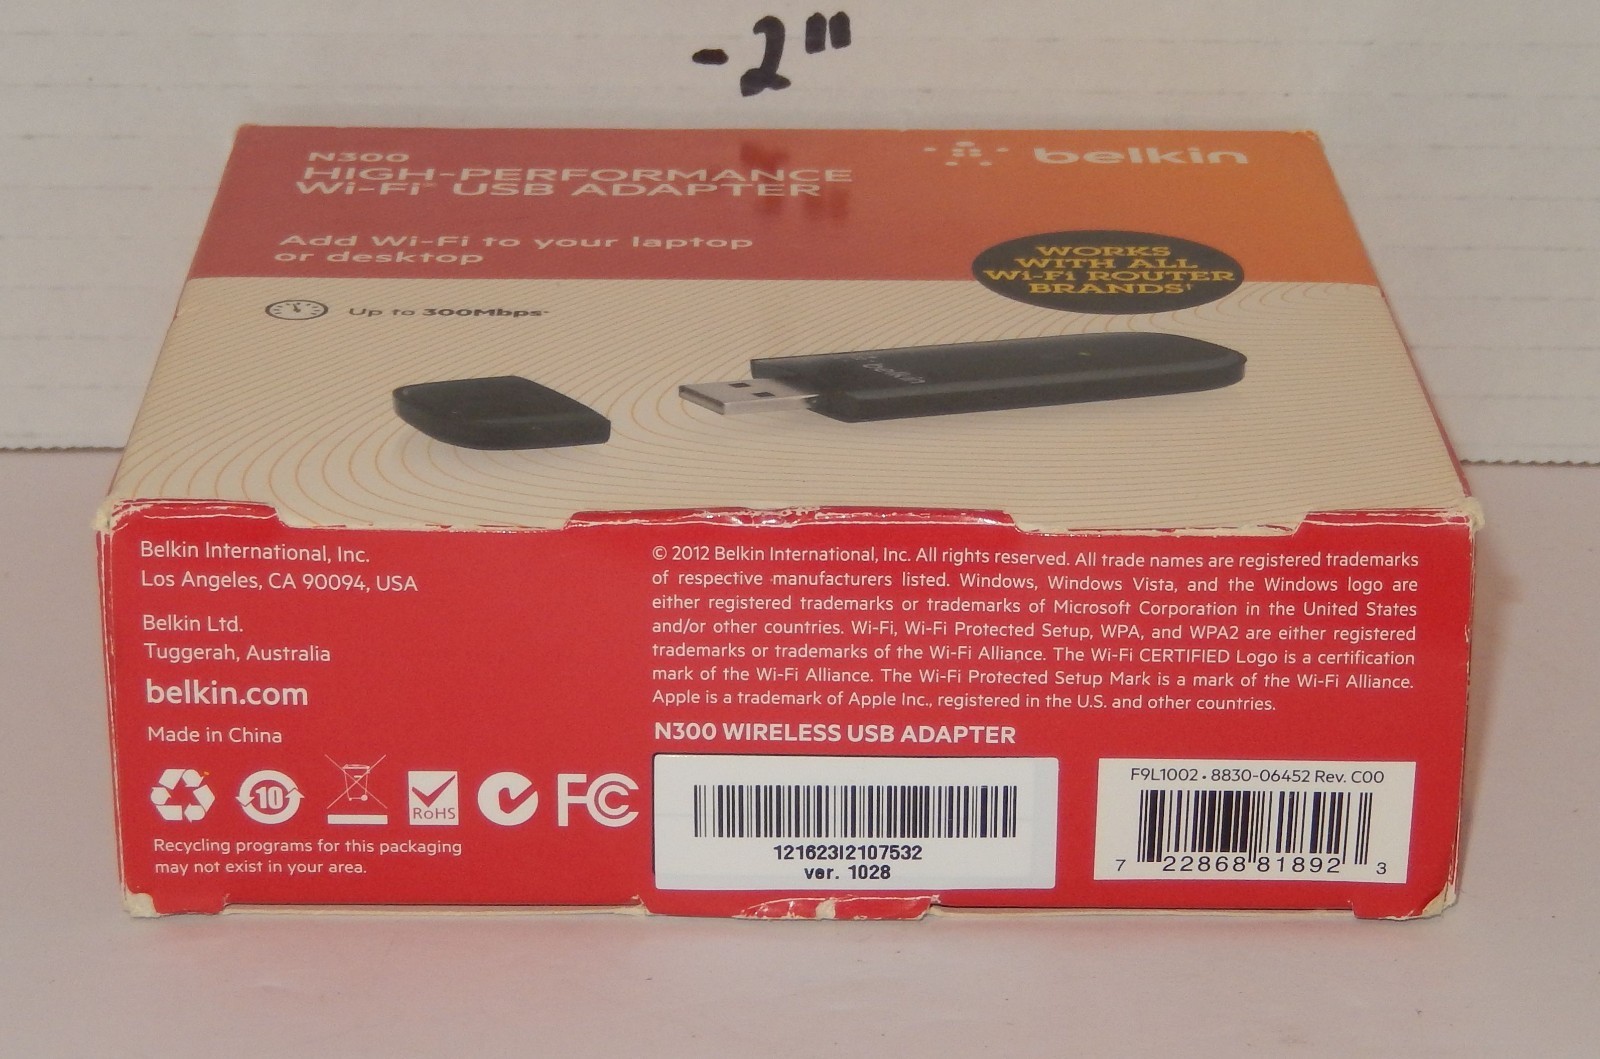 -2"
N300
HIGH-PERFORMANCE
Wi-Fi® USB ADAPTER
belkin
Add Wi-Fi to your laptop
or desktop
WORKS
WITH ALL
Wi-Fi ROUTER
BRANDS†
Up to 300Mbps*
belkin
Belkin International, Inc.
Los Angeles, CA 90094, USA
Belkin Ltd.
Tuggerah, Australia
belkin.com
Made in China
10
RoHS
FC
Recycling programs for this packaging
may not exist in your area.
© 2012 Belkin International, Inc. All rights reserved. All trade names are registered trademarks
of respective manufacturers listed. Windows, Windows Vista, and the Windows logo are
either registered trademarks or trademarks of Microsoft Corporation in the United States
and/or other countries. Wi-Fi, Wi-Fi Protected Setup, WPA, and WPA2 are either registered
trademarks or trademarks of the Wi-Fi Alliance. The Wi-Fi CERTIFIED Logo is a certification
mark of the Wi-Fi Alliance. The Wi-Fi Protected Setup Mark is a mark of the Wi-Fi Alliance.
Apple is a trademark of Apple Inc., registered in the U.S. and other countries.
N300 WIRELESS USB ADAPTER
121623I2107532
ver. 1028
F9L1002 • 8830-06452 Rev. C00
7 22868 81892 3